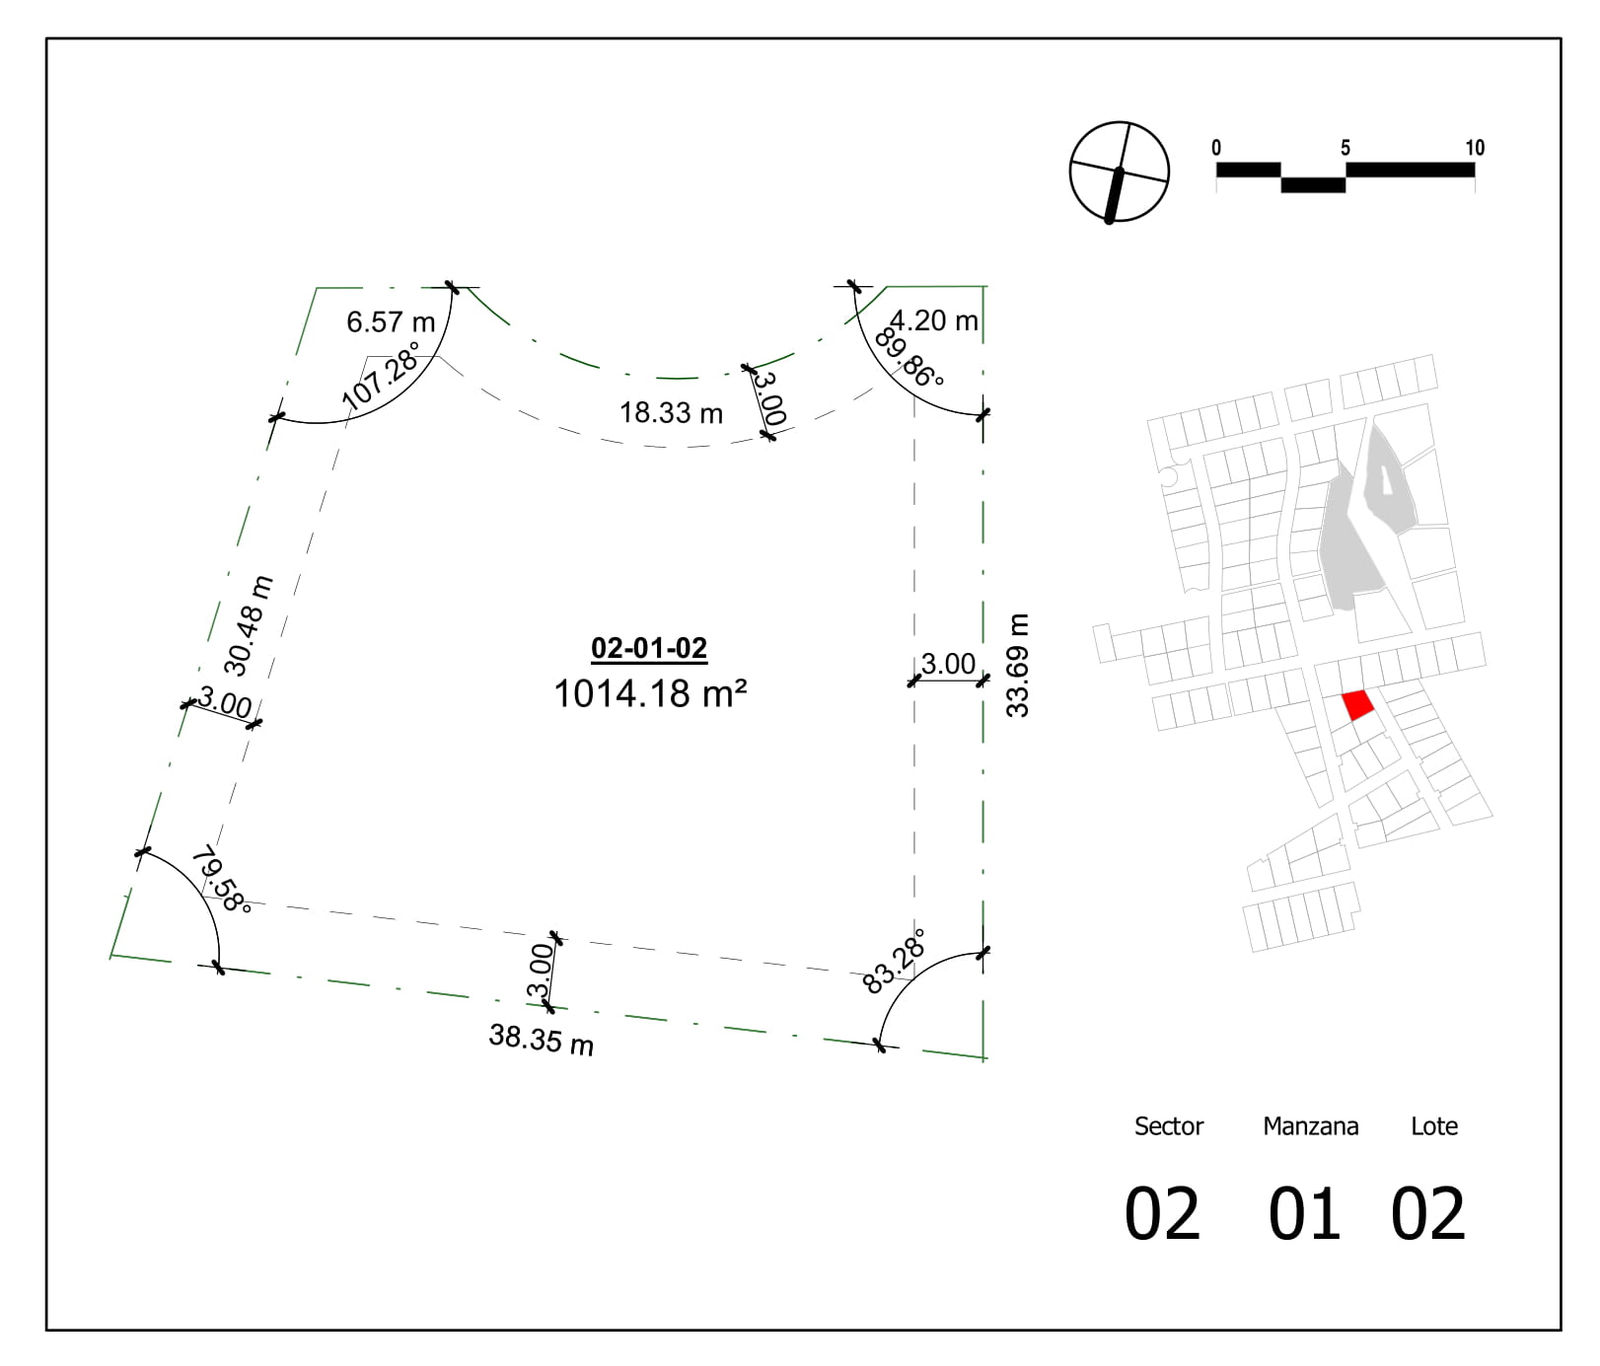 0 5 10
6.57 m
4.20 m
107.28°
89.86°
3.00
18.33 m
30.48 m
02-01-02
1014.18 m²
3.00
3.00
33.69 m
79.58°
83.28°
3.00
38.35 m
Sector Manzana Lote
02 01 02